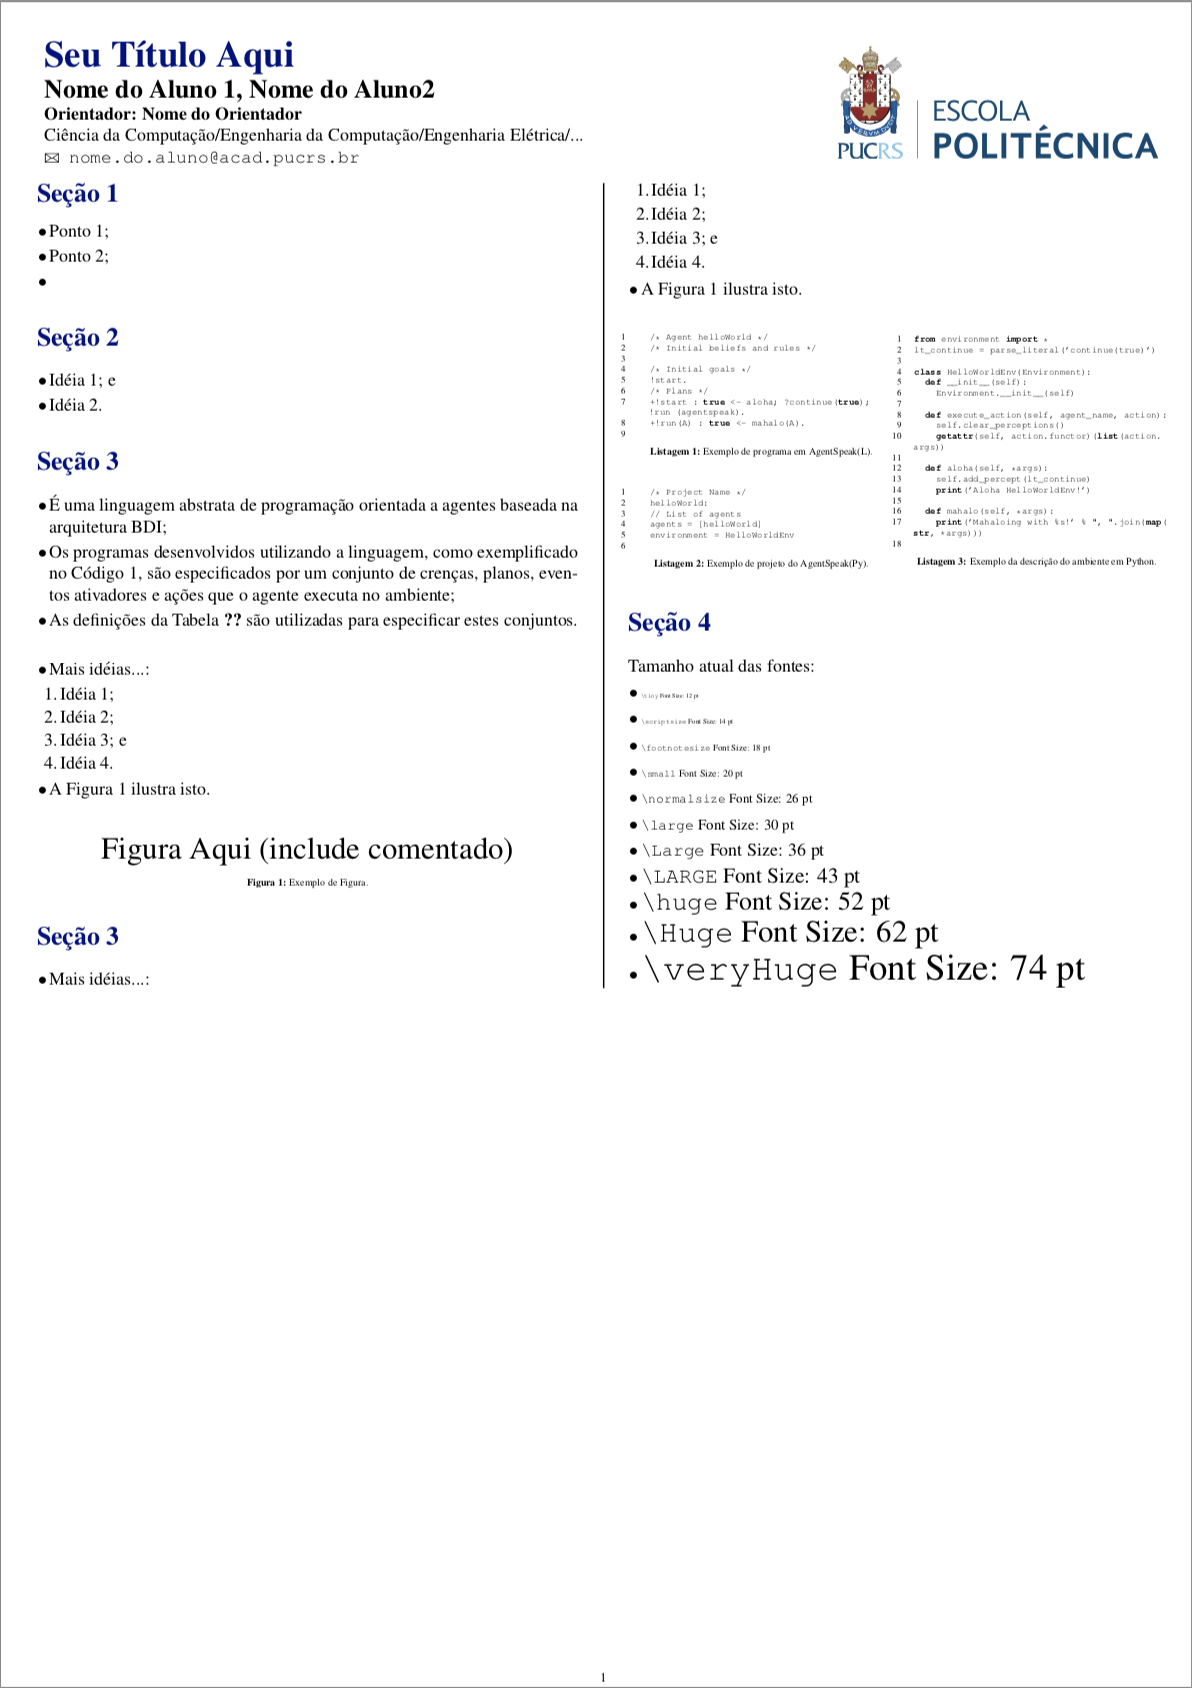 Seu Título Aqui
Nome do Aluno 1, Nome do Aluno2
Orientador: Nome do Orientador
Ciência da Computação/Engenharia da Computação/Engenharia Elétrica/...
✉ nome.do.aluno@acad.pucrs.br
PUCRS
ESCOLA
POLITÉCNICA
Seção 1
• Ponto 1;
• Ponto 2;
•
Seção 2
• Idéia 1; e
• Idéia 2.
Seção 3
• É uma linguagem abstrata de programação orientada a agentes baseada na
arquitetura BDI;
• Os programas desenvolvidos utilizando a linguagem, como exemplificado
no Código 1, são especificados por um conjunto de crenças, planos, even-
tos ativadores e ações que o agente executa no ambiente;
• As definições da Tabela ?? são utilizadas para especificar estes conjuntos.
• Mais idéias...:
1. Idéia 1;
2. Idéia 2;
3. Idéia 3; e
4. Idéia 4.
• A Figura 1 ilustra isto.
Figura Aqui (include comentado)
Figura 1: Exemplo de Figura.
Seção 3
• Mais idéias...:
1. Idéia 1;
2. Idéia 2;
3. Idéia 3; e
4. Idéia 4.
• A Figura 1 ilustra isto.
1 /* Agent helloWorld */
2 /* Initial beliefs and rules */
3
4 /* Initial goals */
5 !start.
6 /* Plans */
7 +!start : true <- aloha; ?continue(true);
!run (agentspeak).
8 +!run(A) : true <- mahalo(A).
9
Listagem 1: Exemplo de programa em AgentSpeak(L).
1 /* Project Name */
2 helloWorld:
3 // List of agents
4 agents = [helloWorld]
5 environment = HelloWorldEnv
6
Listagem 2: Exemplo de projeto do AgentSpeak(Py).
1 from environment import *
2 lt_continue = parse_literal('continue(true)')
3
4 class HelloWorldEnv(Environment):
5 def __init__(self):
6 Environment.__init__(self)
7
8 def execute_action(self, agent_name, action):
9 self.clear_perceptions()
10 getattr(self, action.functor)(list(action.
args))
11
12 def aloha(self, *args):
13 self.add_percept(lt_continue)
14 print('Aloha HelloWorldEnv!')
15
16 def mahalo(self, *args):
17 print('Mahaloing with %s!' % ", ".join(map(
str, *args)))
18
Listagem 3: Exemplo da descrição do ambiente em Python.
Seção 4
Tamanho atual das fontes:
• \tiny Font Size: 12 pt
• \scriptsize Font Size: 14 pt
• \footnotesize Font Size: 18 pt
• \small Font Size: 20 pt
• \normalsize Font Size: 26 pt
• \large Font Size: 30 pt
• \Large Font Size: 36 pt
• \LARGE Font Size: 43 pt
• \huge Font Size: 52 pt
• \Huge Font Size: 62 pt
• \veryHuge Font Size: 74 pt
1